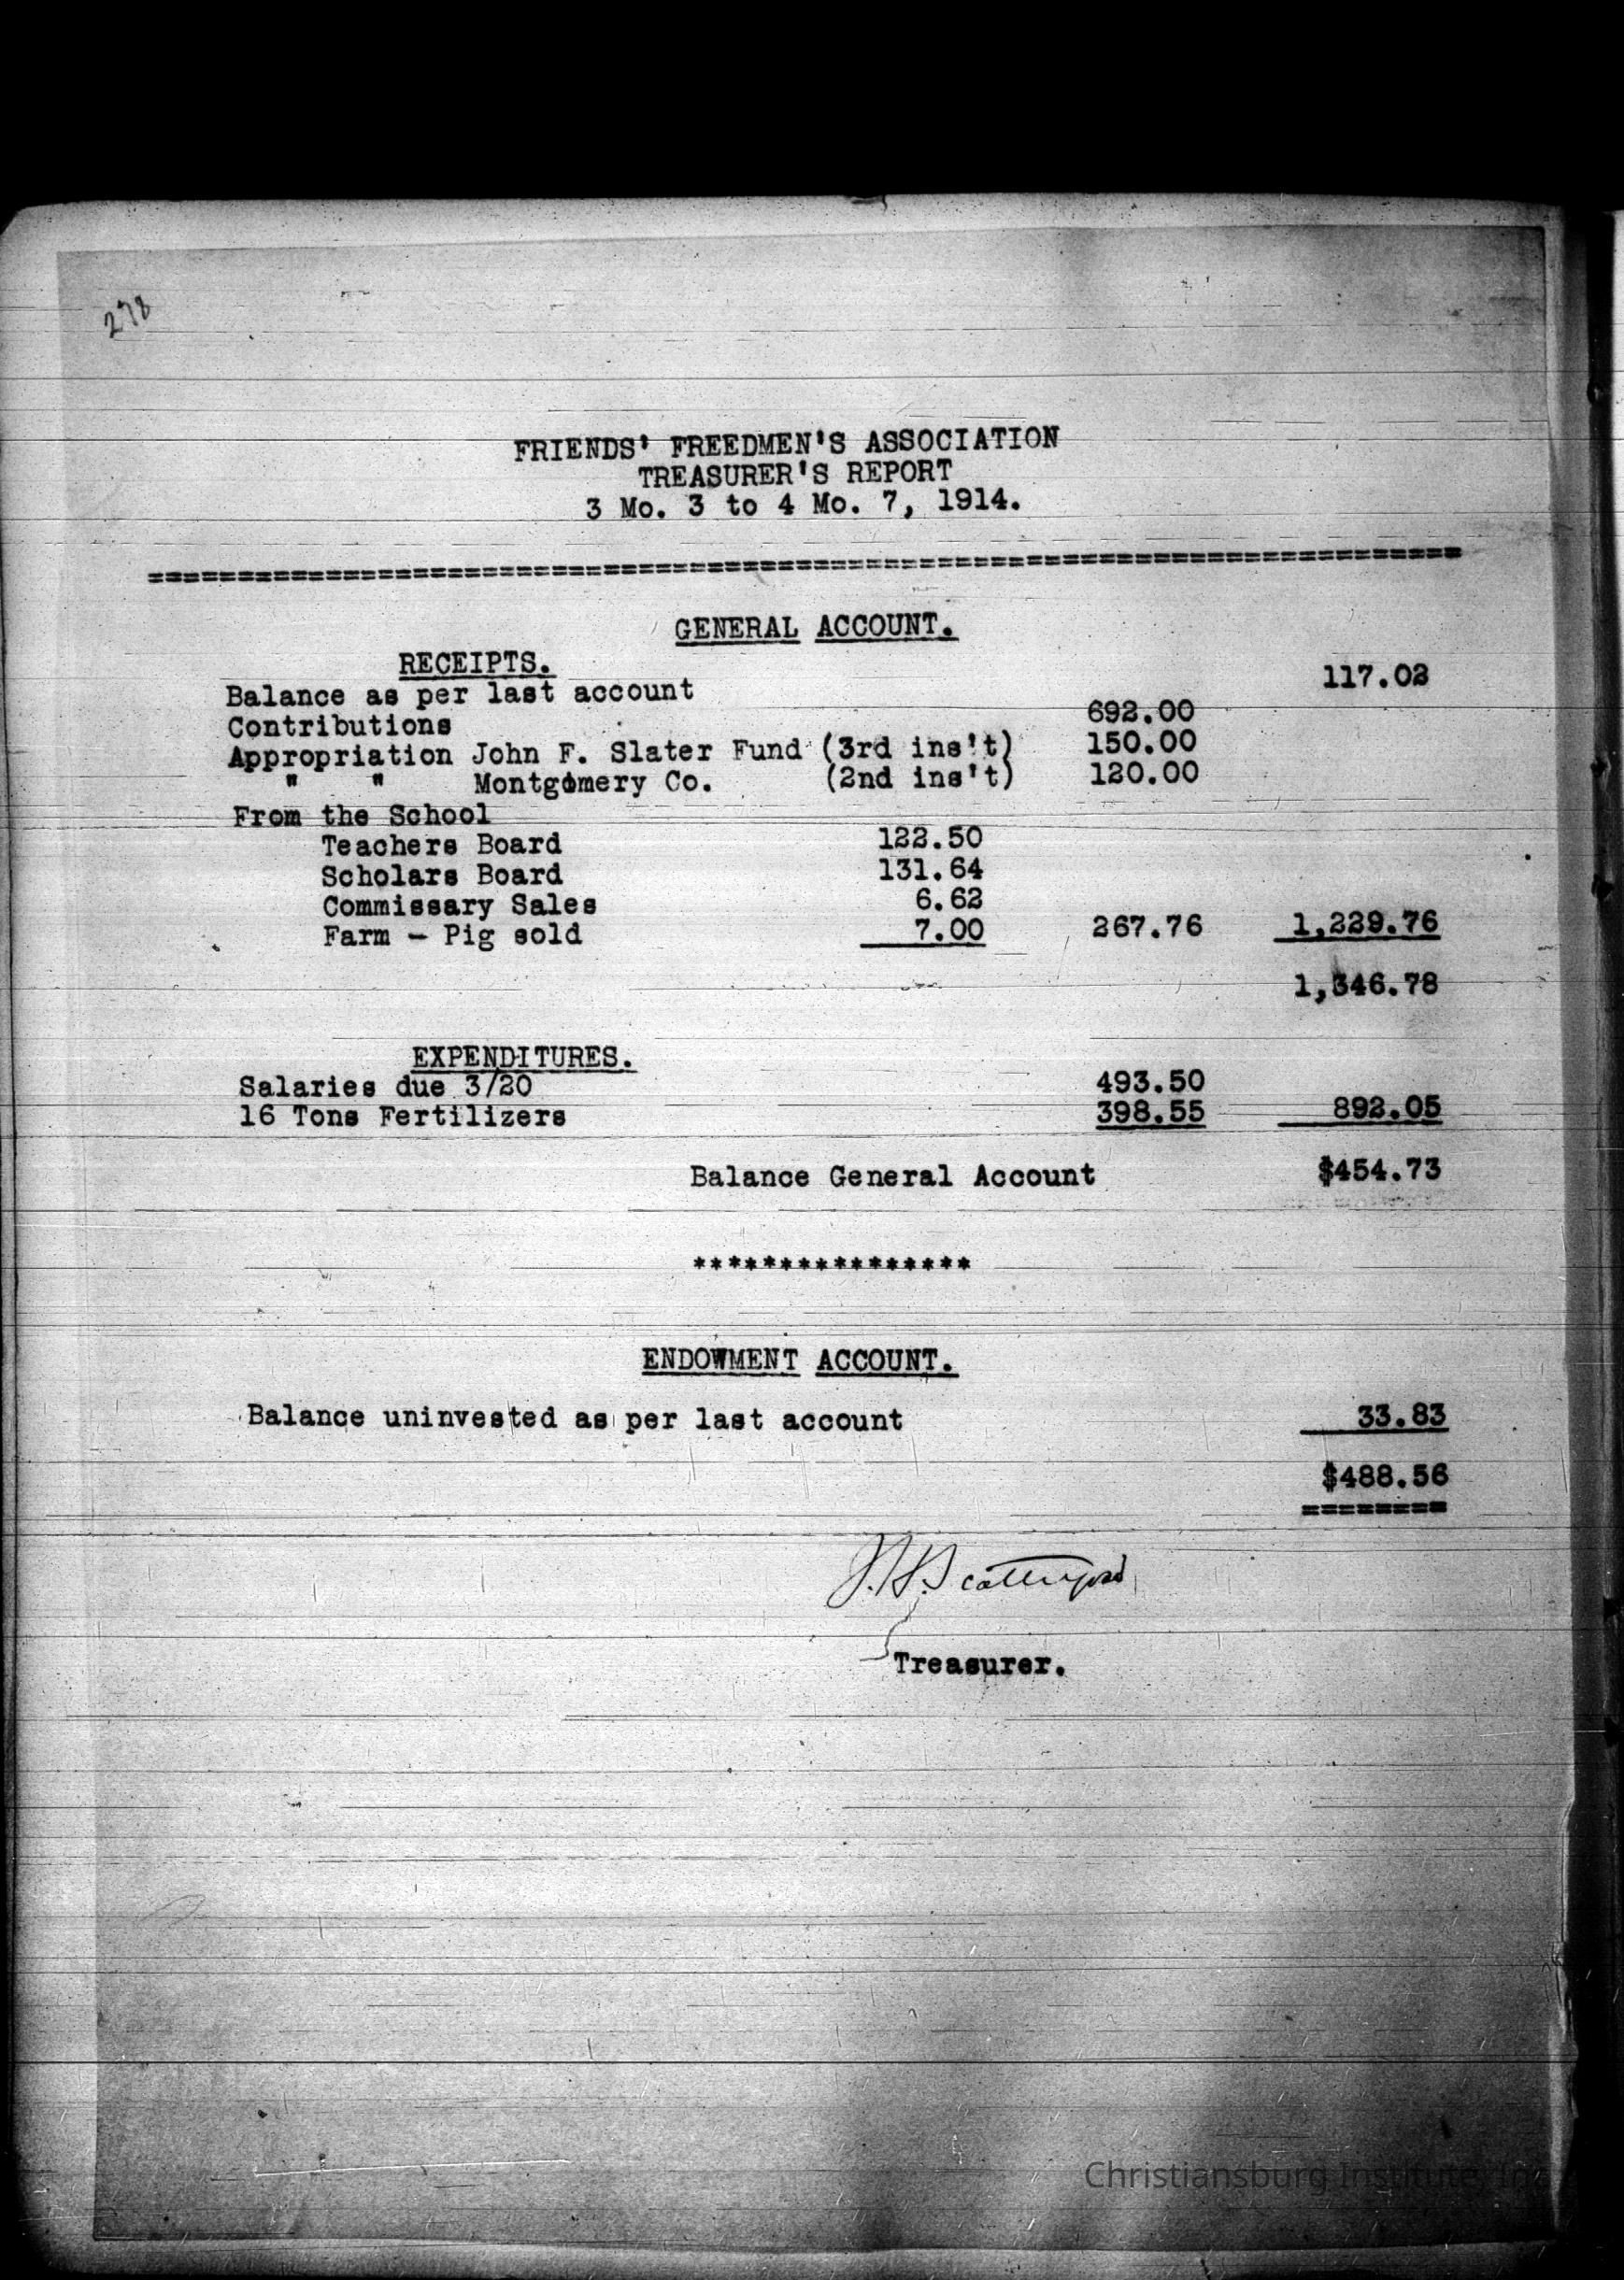 278
FRIENDS' FREEDMEN'S ASSOCIATION
TREASURER'S REPORT
3 Mo. 3 to 4 Mo. 7, 1914.
==========================================================================
GENERAL ACCOUNT.
RECEIPTS.
Balance as per last account 117.02
Contributions 692.00
Appropriation John F. Slater Fund (3rd ins't) 150.00
" " Montgomery Co. (2nd ins't) 120.00
From the School
Teachers Board 122.50
Scholars Board 131.64
Commissary Sales 6.62
Farm - Pig sold 7.00 267.76 1,229.76
1,346.78
EXPENDITURES.
Salaries due 3/20 493.50
16 Tons Fertilizers 398.55 892.05
Balance General Account $454.73
****************
ENDOWMENT ACCOUNT.
Balance uninvested as per last account 33.83
$488.56
========
J.H. Scattergood
Treasurer.
Christiansburg Institute, Inc